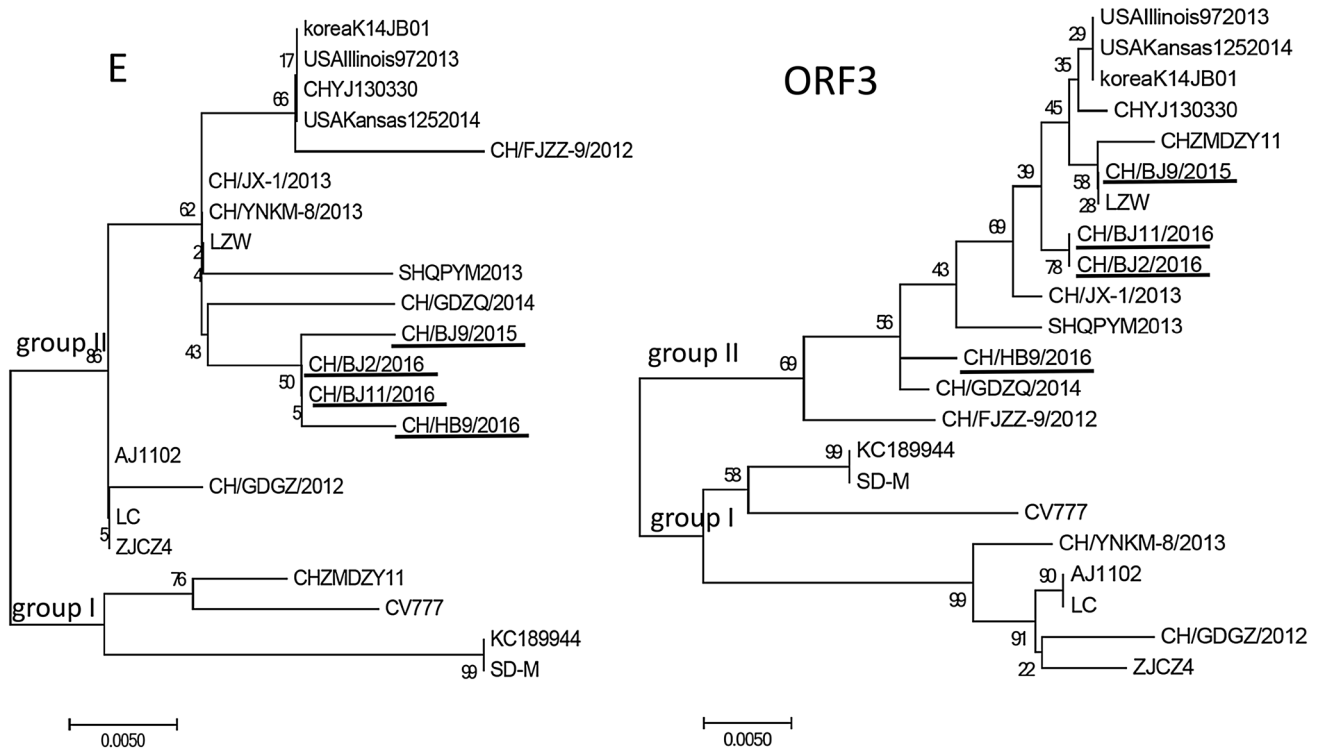 E
koreaK14JB01
17
USAIllinois972013
CHYJ130330
66
USAKansas1252014
CH/FJZZ-9/2012
CH/JX-1/2013
62
CH/YNKM-8/2013
LZW
2
4
SHQPYM2013
CH/GDZQ/2014
CH/BJ9/2015
43
CH/BJ2/2016
50
CH/BJ11/2016
5
CH/HB9/2016
group II
86
AJ1102
CH/GDGZ/2012
LC
5
ZJCZ4
76
CHZMDZY11
CV777
group I
KC189944
99
SD-M
0.0050
ORF3
USAIllinois972013
29
USAKansas1252014
35
koreaK14JB01
45
CHYJ130330
CHZMDZY11
39
58
CH/BJ9/2015
28
LZW
69
CH/BJ11/2016
78
CH/BJ2/2016
43
CH/JX-1/2013
56
SHQPYM2013
group II
69
CH/HB9/2016
CH/GDZQ/2014
CH/FJZZ-9/2012
99
KC189944
58
SD-M
group I
CV777
CH/YNKM-8/2013
99
90
AJ1102
LC
91
CH/GDGZ/2012
22
ZJCZ4
0.0050